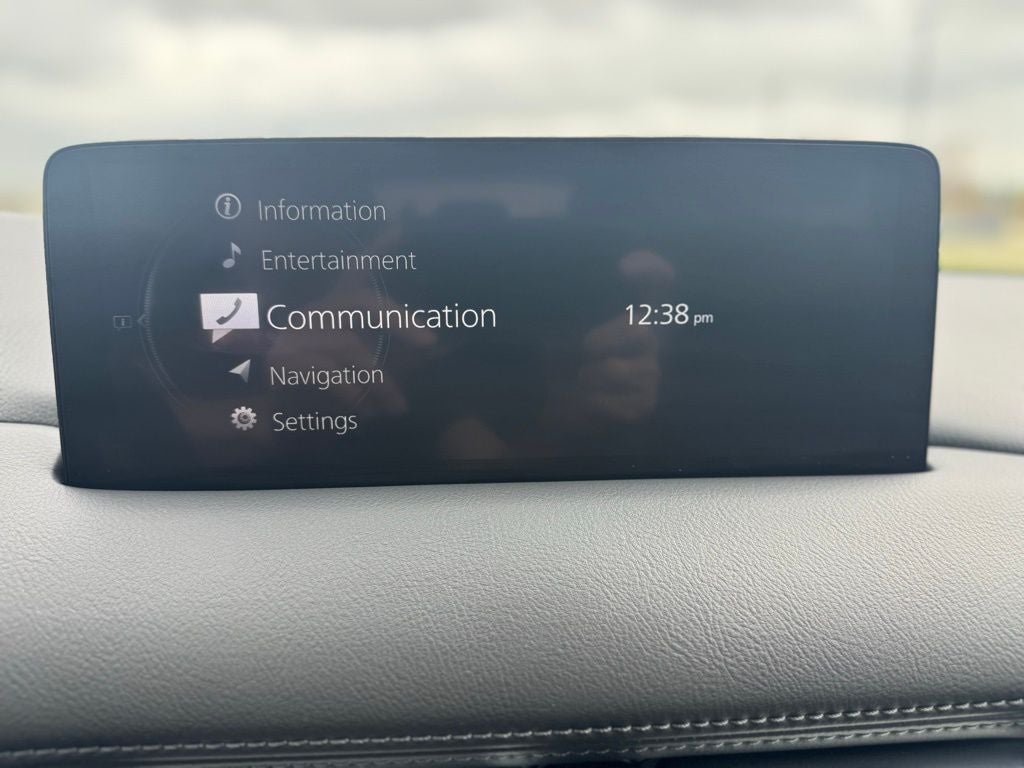 Information
Entertainment
Communication
12:38 pm
Navigation
Settings